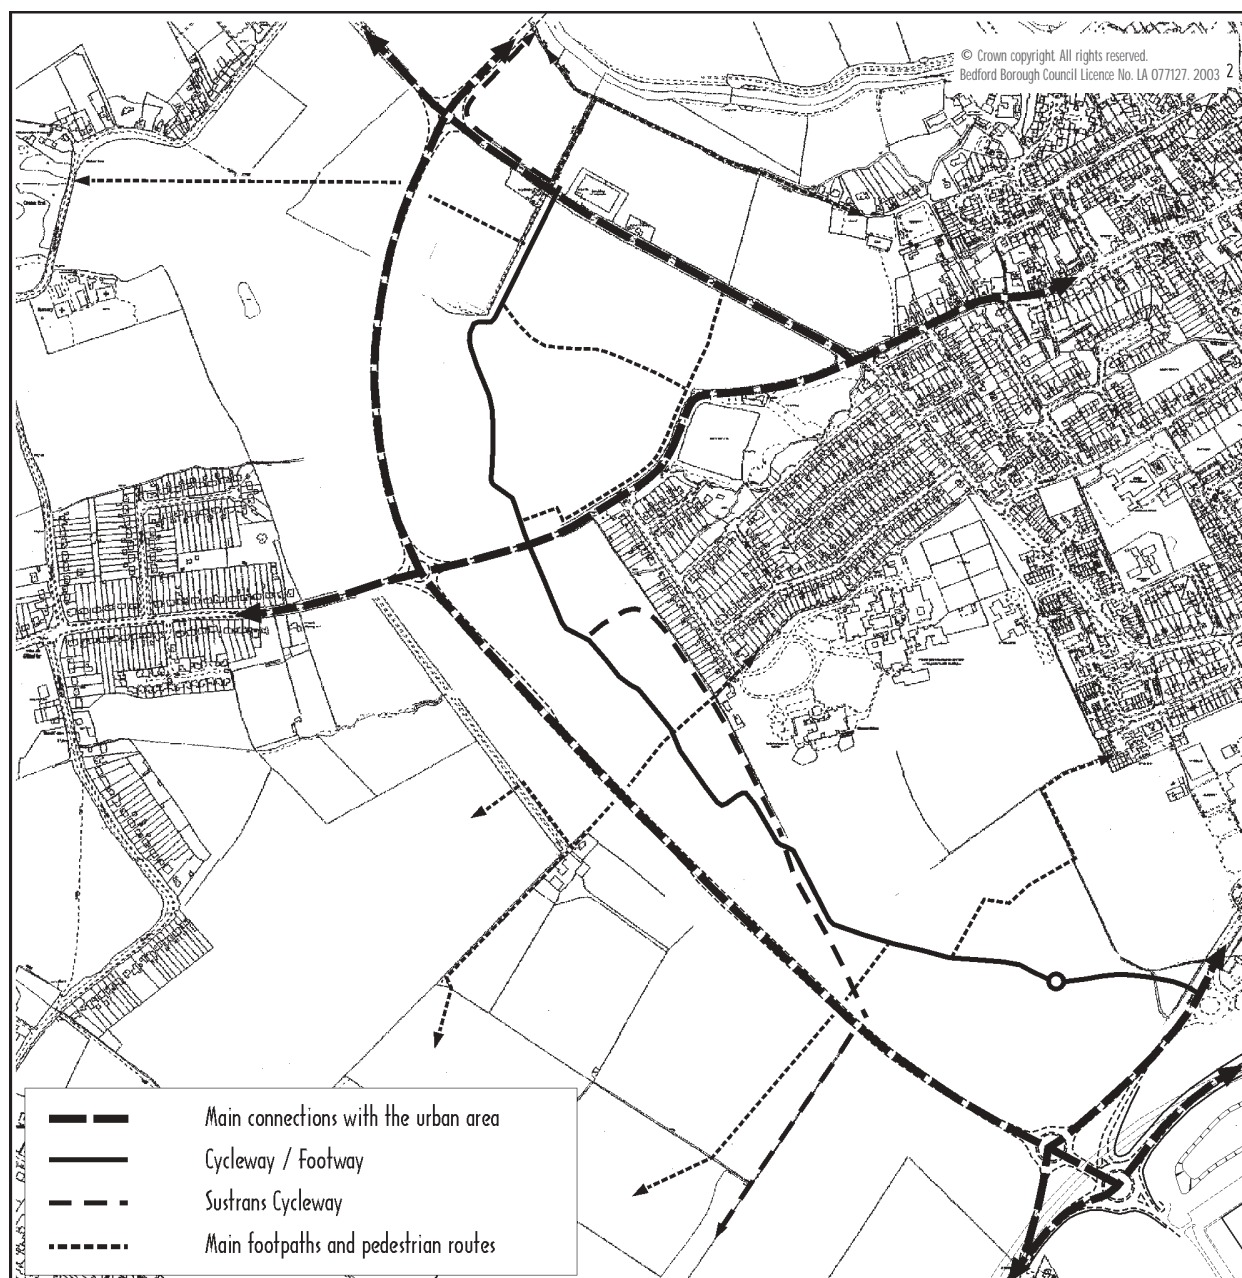 © Crown copyright. All rights reserved.
Bedford Borough Council Licence No. LA 077127. 2003 2
Main connections with the urban area
Cycleway / Footway
Sustrans Cycleway
Main footpaths and pedestrian routes